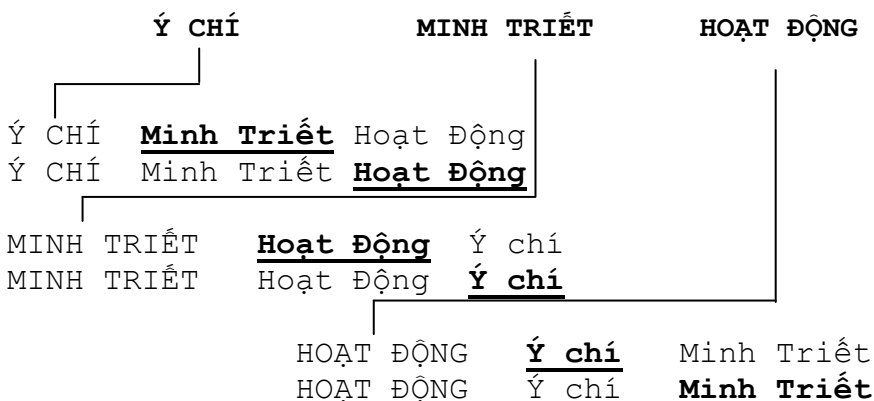 Ý CHÍ MINH TRIẾT HOẠT ĐỘNG
Ý CHÍ Minh Triết Hoạt Động
Ý CHÍ Minh Triết Hoạt Động
MINH TRIẾT Hoạt Động Ý chí
MINH TRIẾT Hoạt Động Ý chí
HOẠT ĐỘNG Ý chí Minh Triết
HOẠT ĐỘNG Ý chí Minh Triết